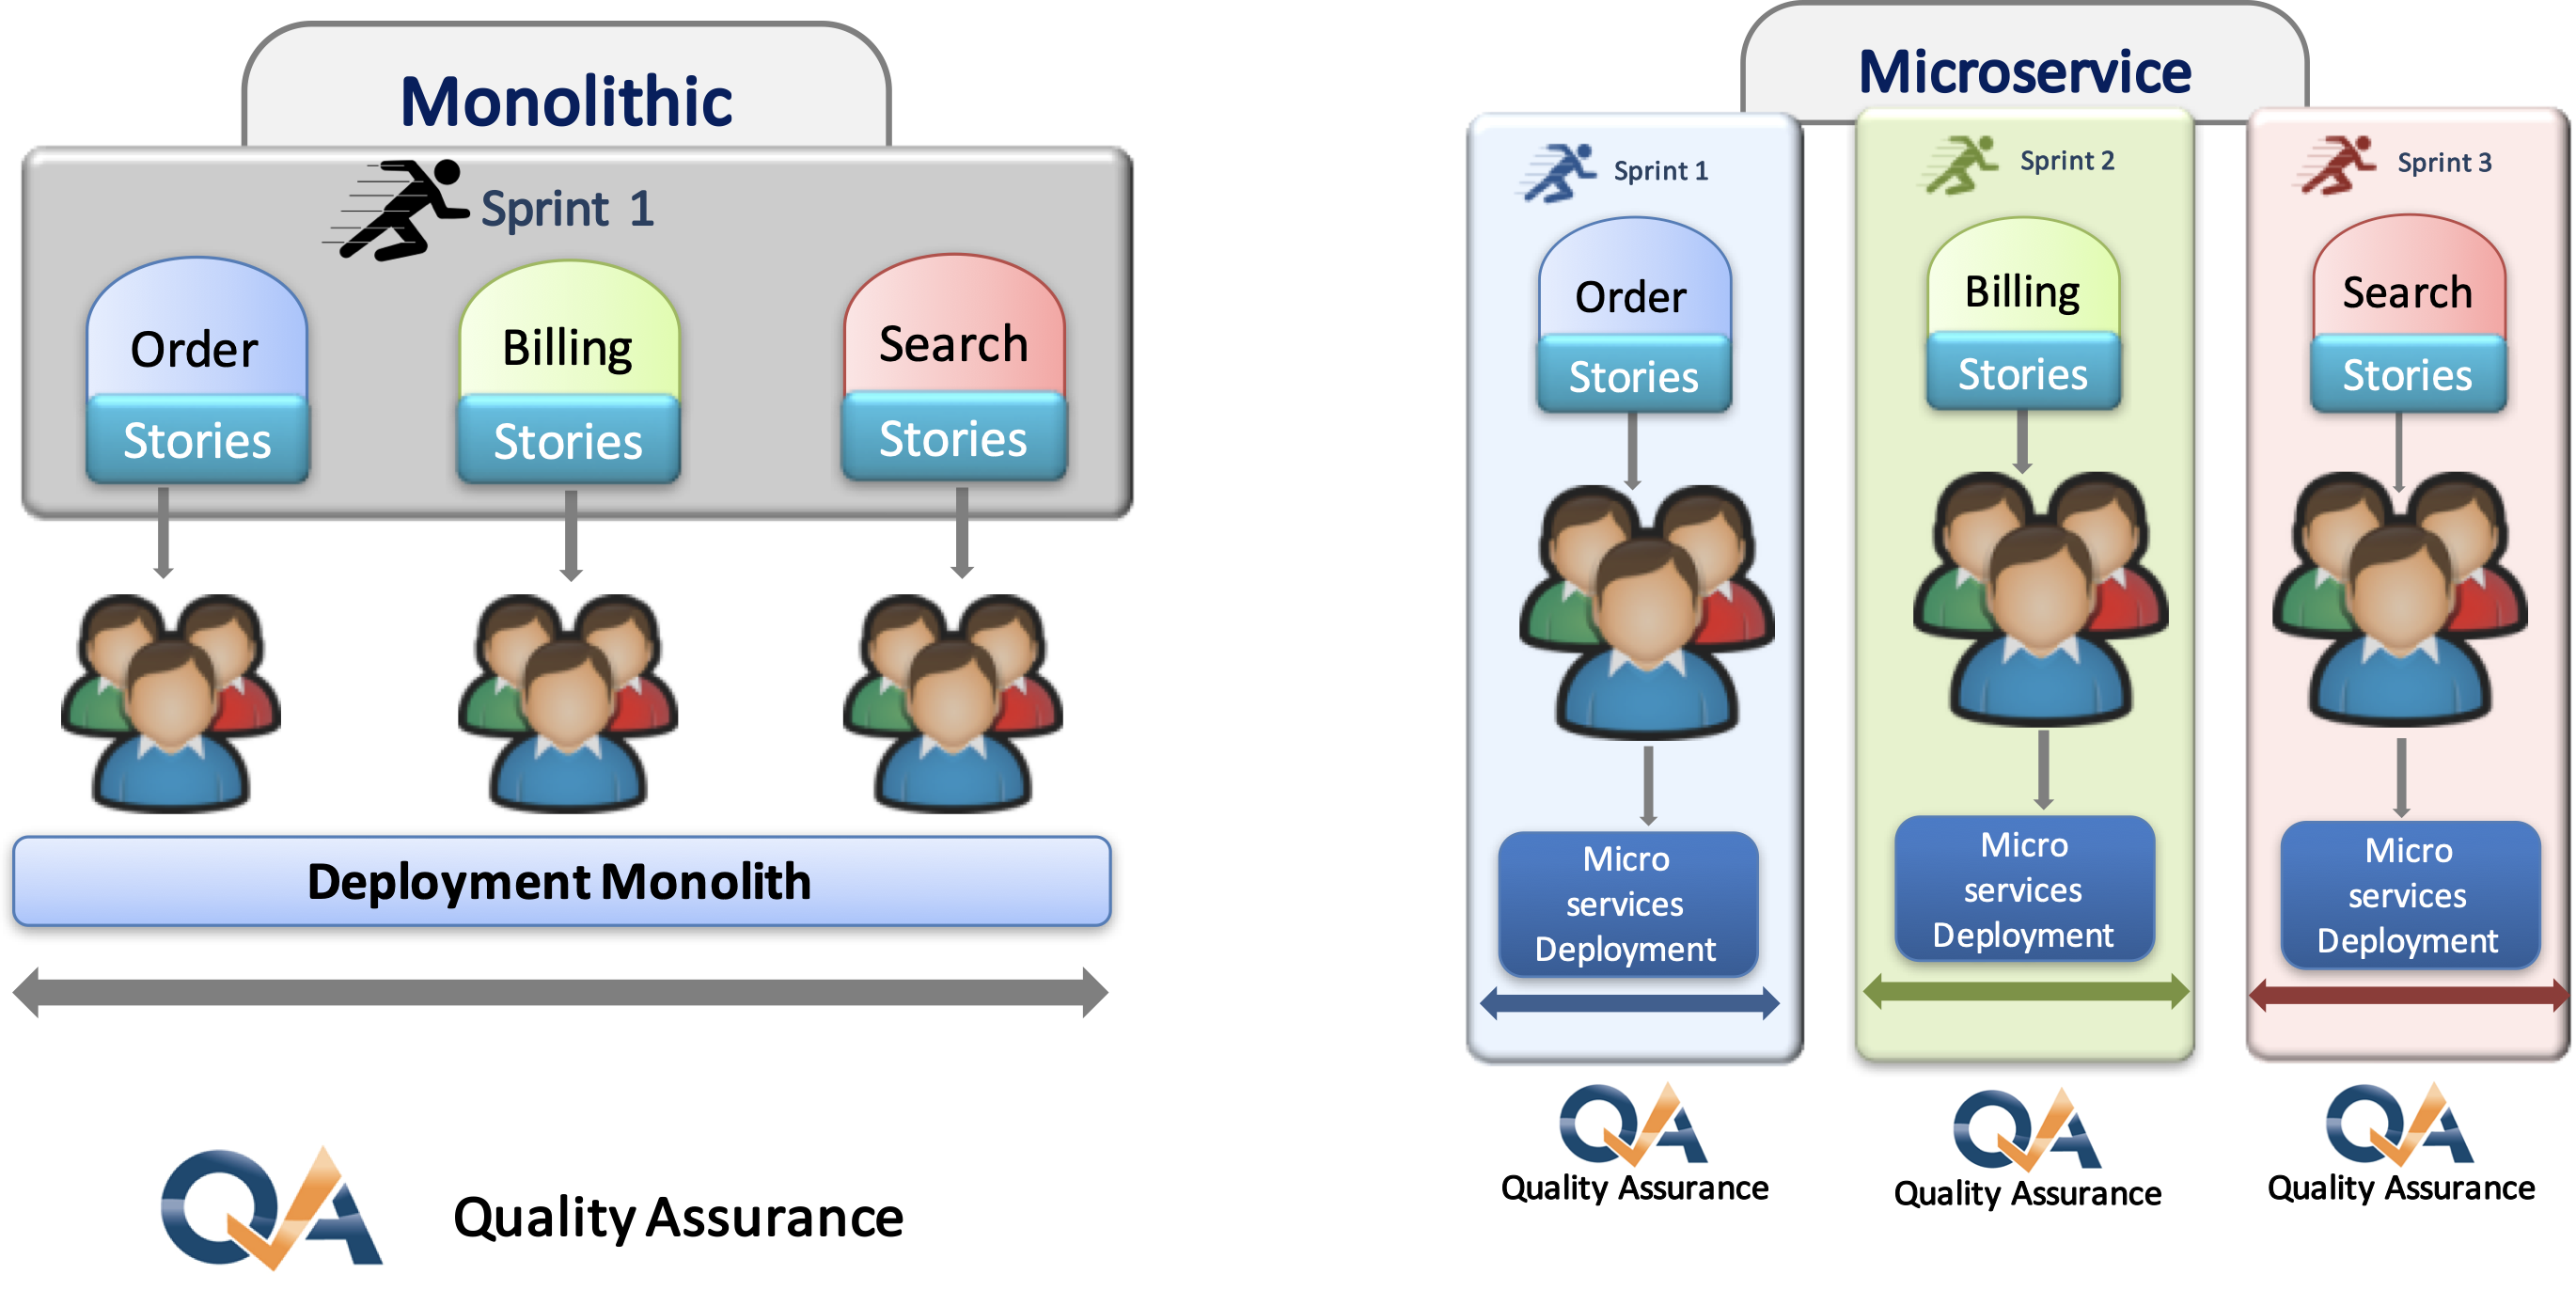 Monolithic
Sprint 1
Order
Billing
Search
Stories
Stories
Stories
Deployment Monolith
QA
Quality Assurance
Microservice
Sprint 1
Order
Stories
Micro
services
Deployment
QA
Quality Assurance
Sprint 2
Billing
Stories
Micro
services
Deployment
QA
Quality Assurance
Sprint 3
Search
Stories
Micro
services
Deployment
QA
Quality Assurance